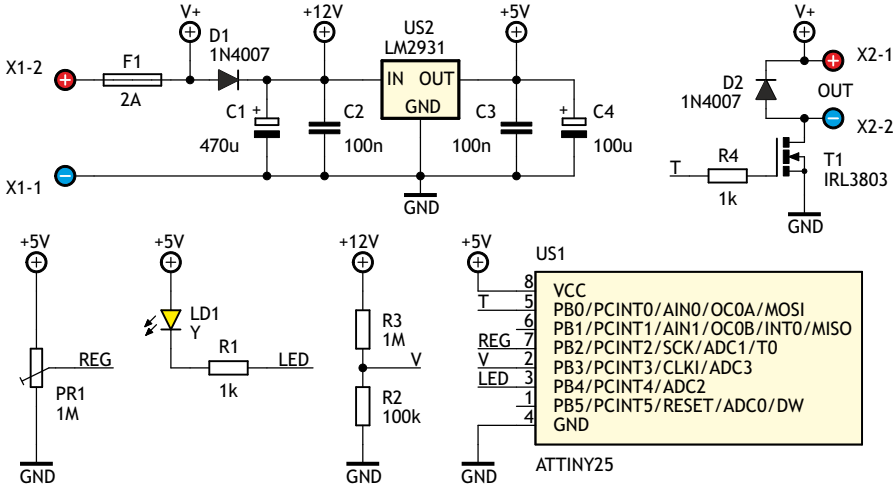 V+
+12V
+5V
V+
D1
1N4007
US2
LM2931
X1-2
F1
2A
IN OUT
GND
C1
+
470u
C2
100n
C3
100n
+
C4
100u
X1-1
GND
X2-1
D2
1N4007
OUT
X2-2
T
R4
1k
T1
IRL3803
GND
+5V
REG
PR1
1M
GND
+5V
LD1
Y
R1
1k
LED
+12V
R3
1M
V
R2
100k
GND
+5V
US1
8 VCC
T 5 PB0/PCINT0/AIN0/OC0A/MOSI
6 PB1/PCINT1/AIN1/OC0B/INT0/MISO
REG 7 PB2/PCINT2/SCK/ADC1/T0
V 2 PB3/PCINT3/CLKI/ADC3
LED 3 PB4/PCINT4/ADC2
1 PB5/PCINT5/RESET/ADC0/DW
4 GND
GND
ATTINY25